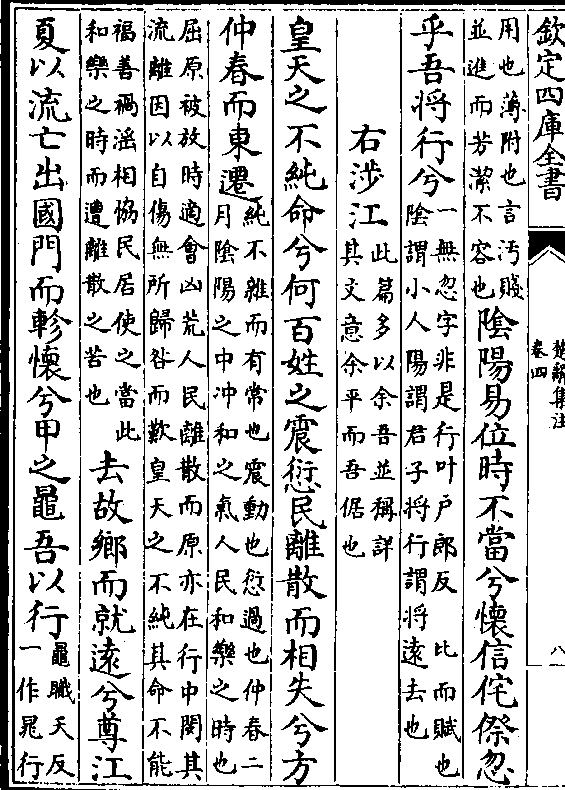 欽定四庫全書
楚辭集注
卷四
八
用也薄附也言汚賤
並進而芳潔不容也
陰陽易位時不當兮懷信侘傺忽
乎吾將行兮
一無忽字非是行叶户郎反　比而賦也
陰謂小人陽謂君子將行謂將遠去也
右涉江
此篇多以余吾並稱詳
其文意余平而吾倨也
皇天之不純命兮何百姓之震愆民離散而相失兮方
仲春而東遷
純不雜而有常也震動也愆過也仲春二
月陰陽之中冲和之氣人民和樂之時也
屈原被放時適會凶荒人民離散而原亦在行中閔其
流離因以自傷無所歸咎而歎皇天之不純其命不能
福善禍滛相協民居使之當此
和樂之時而遭離散之苦也
去故鄉而就遠兮尊江
夏以流亡出國門而軫懷兮甲之鼂吾以行
鼂職夭反
一作晁行